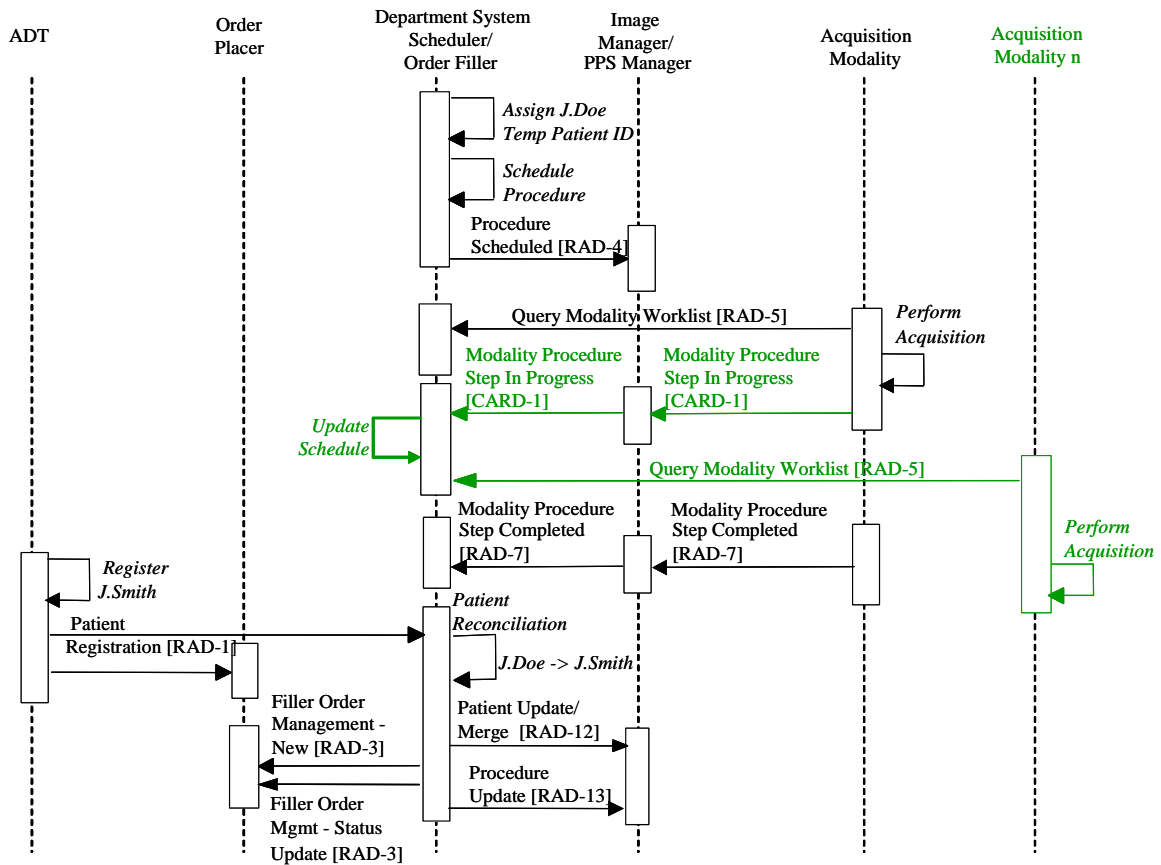 ADT
Order
Placer
Department System
Scheduler/
Order Filler
Image
Manager/
PPS Manager
Acquisition
Modality
Acquisition
Modality n
Assign J.Doe
Temp Patient ID
Schedule
Procedure
Procedure
Scheduled [RAD-4]
Query Modality Worklist [RAD-5]
Perform
Acquisition
Modality Procedure
Step In Progress
[CARD-1]
Modality Procedure
Step In Progress
[CARD-1]
Update
Schedule
Query Modality Worklist [RAD-5]
Modality Procedure
Step Completed
[RAD-7]
Modality Procedure
Step Completed
[RAD-7]
Perform
Acquisition
Register
J.Smith
Patient
Registration [RAD-1]
Patient
Reconciliation
J.Doe -> J.Smith
Filler Order
Management -
New [RAD-3]
Patient Update/
Merge [RAD-12]
Procedure
Update [RAD-13]
Filler Order
Mgmt - Status
Update [RAD-3]